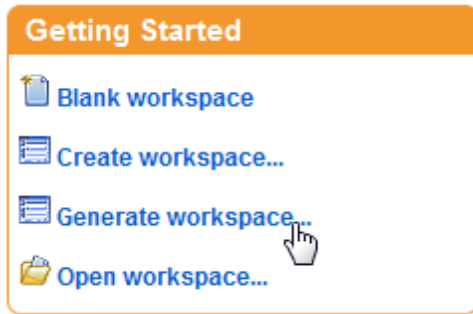 Getting Started
Blank workspace
Create workspace...
Generate workspace...
Open workspace...